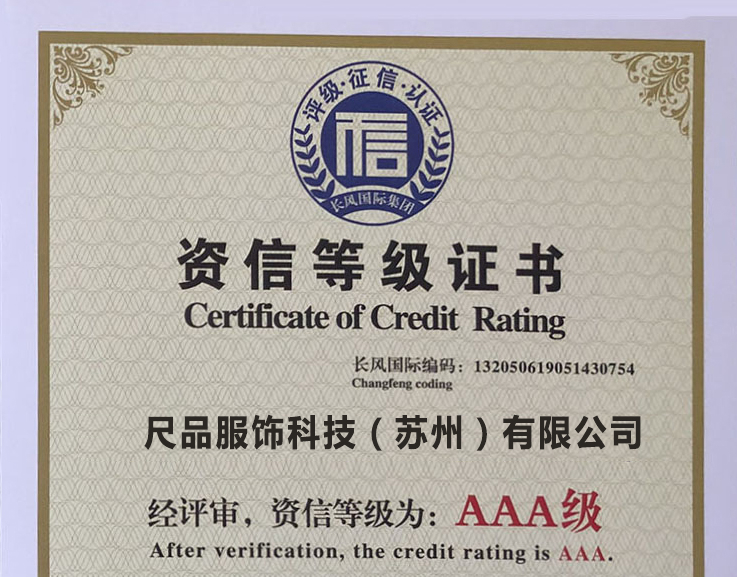 评级·征信·认证
信
长风国际集团
资信等级证书
Certificate of Credit Rating
长风国际编码：132050619051430754
Changfeng coding
尺品服饰科技（苏州）有限公司
经评审，资信等级为：AAA级
After verification, the credit rating is AAA.